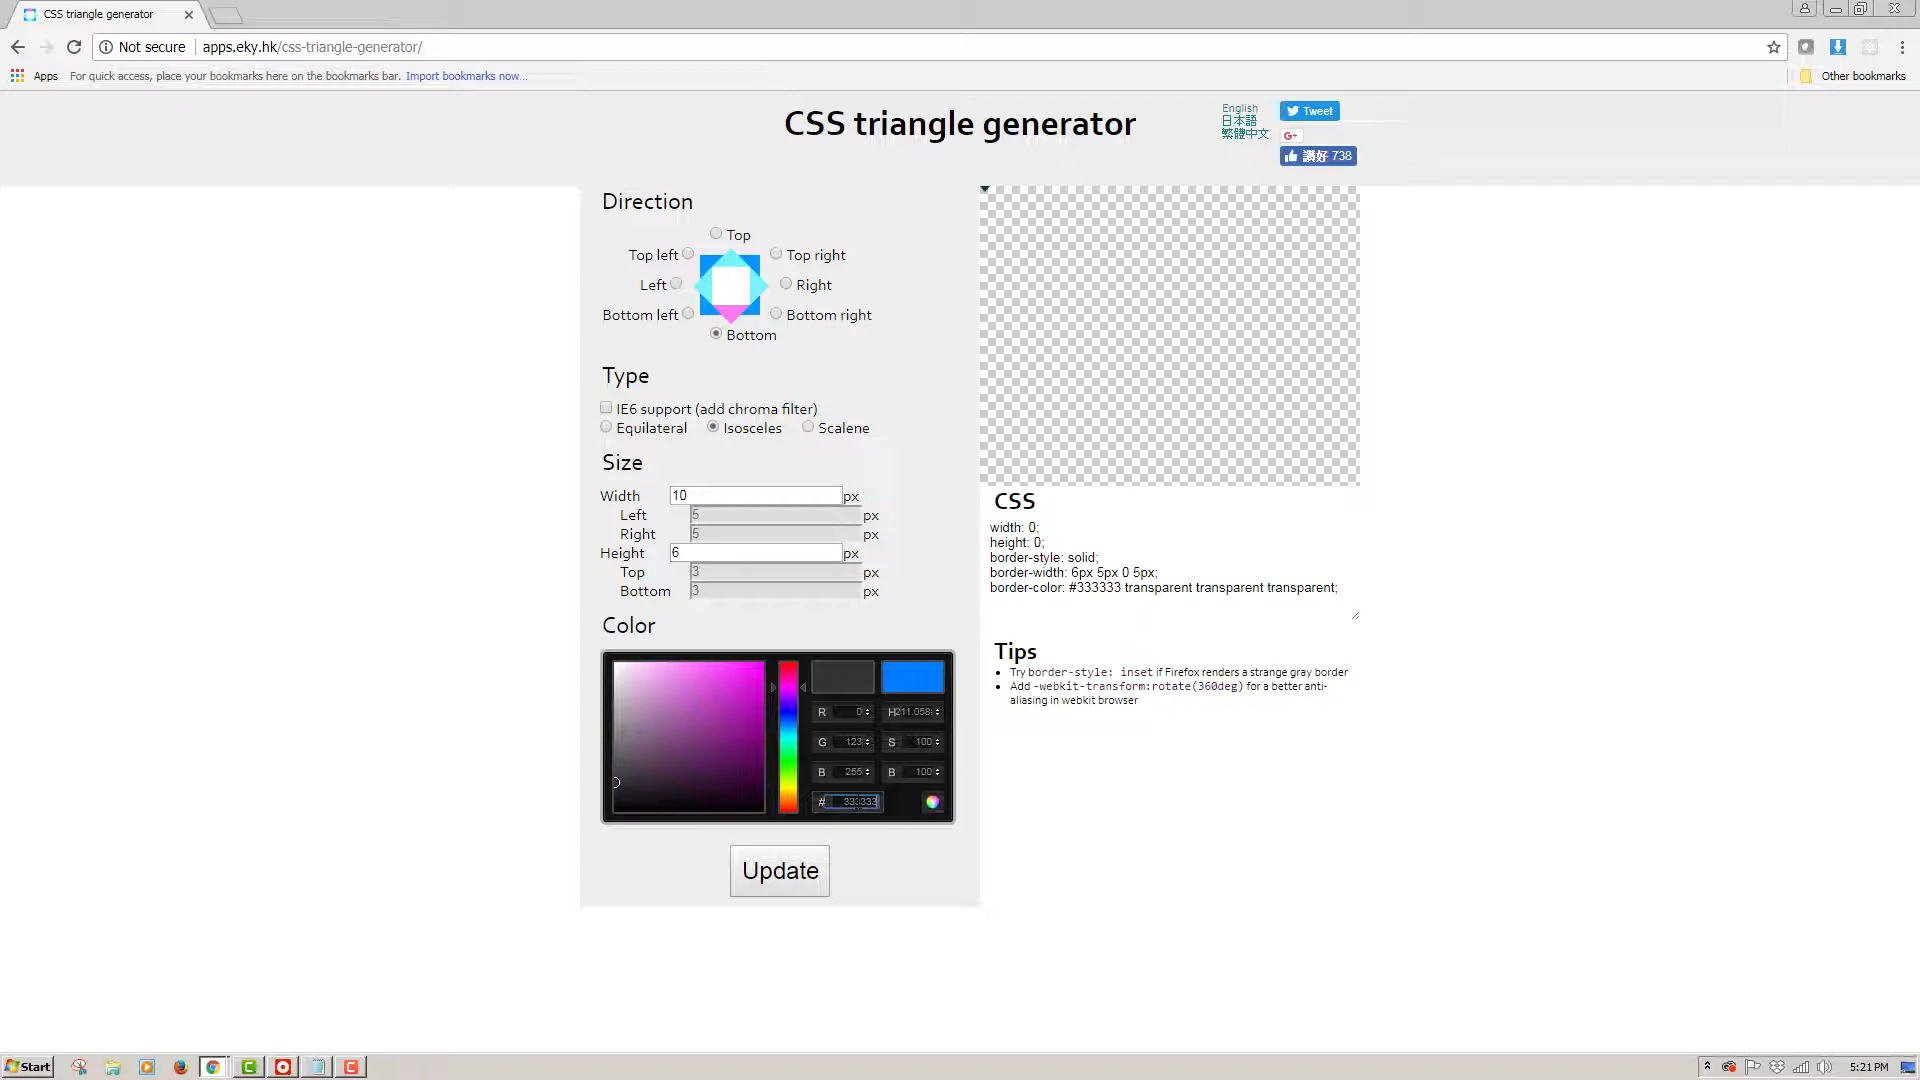 CSS triangle generator
Not secure
apps.eky.hk/css-triangle-generator/
Apps
For quick access, place your bookmarks here on the bookmarks bar. Import bookmarks now...
Other bookmarks
CSS triangle generator
English
日本語
繁體中文
Tweet
G+
讚好 738
Direction
Top
Top left
Top right
Left
Right
Bottom left
Bottom right
Bottom
Type
IE6 support (add chroma filter)
Equilateral
Isosceles
Scalene
Size
Width 10 px
Left 5 px
Right 5 px
Height 6 px
Top 3 px
Bottom 3 px
Color
R 0 H 211.058
G 123 S 100
B 255 B 100
# 333333
Update
CSS
width: 0;
height: 0;
border-style: solid;
border-width: 6px 5px 0 5px;
border-color: #333333 transparent transparent transparent;
Tips
Try border-style: inset if Firefox renders a strange gray border
Add -webkit-transform:rotate(360deg) for a better anti-
aliasing in webkit browser
Start
5:21 PM